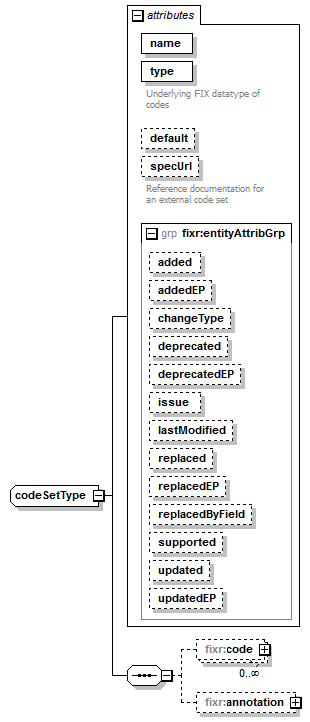 attributes
name
type
Underlying FIX datatype of
codes
default
specUrl
Reference documentation for
an external code set
grp fixr:entityAttribGrp
added
addedEP
changeType
deprecated
deprecatedEP
issue
lastModified
replaced
replacedEP
replacedByField
supported
updated
updatedEP
codeSetType
fixr:code
0..∞
fixr:annotation